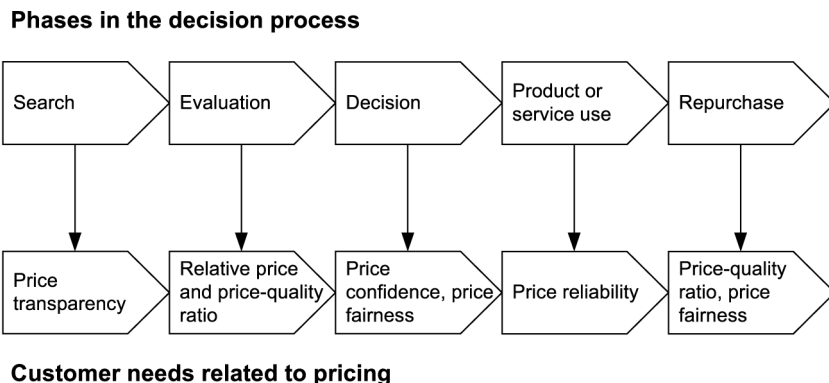 Phases in the decision process
Search
Evaluation
Decision
Product or
service use
Repurchase
Price
transparency
Relative price
and price-quality
ratio
Price
confidence, price
fairness
Price reliability
Price-quality
ratio, price
fairness
Customer needs related to pricing